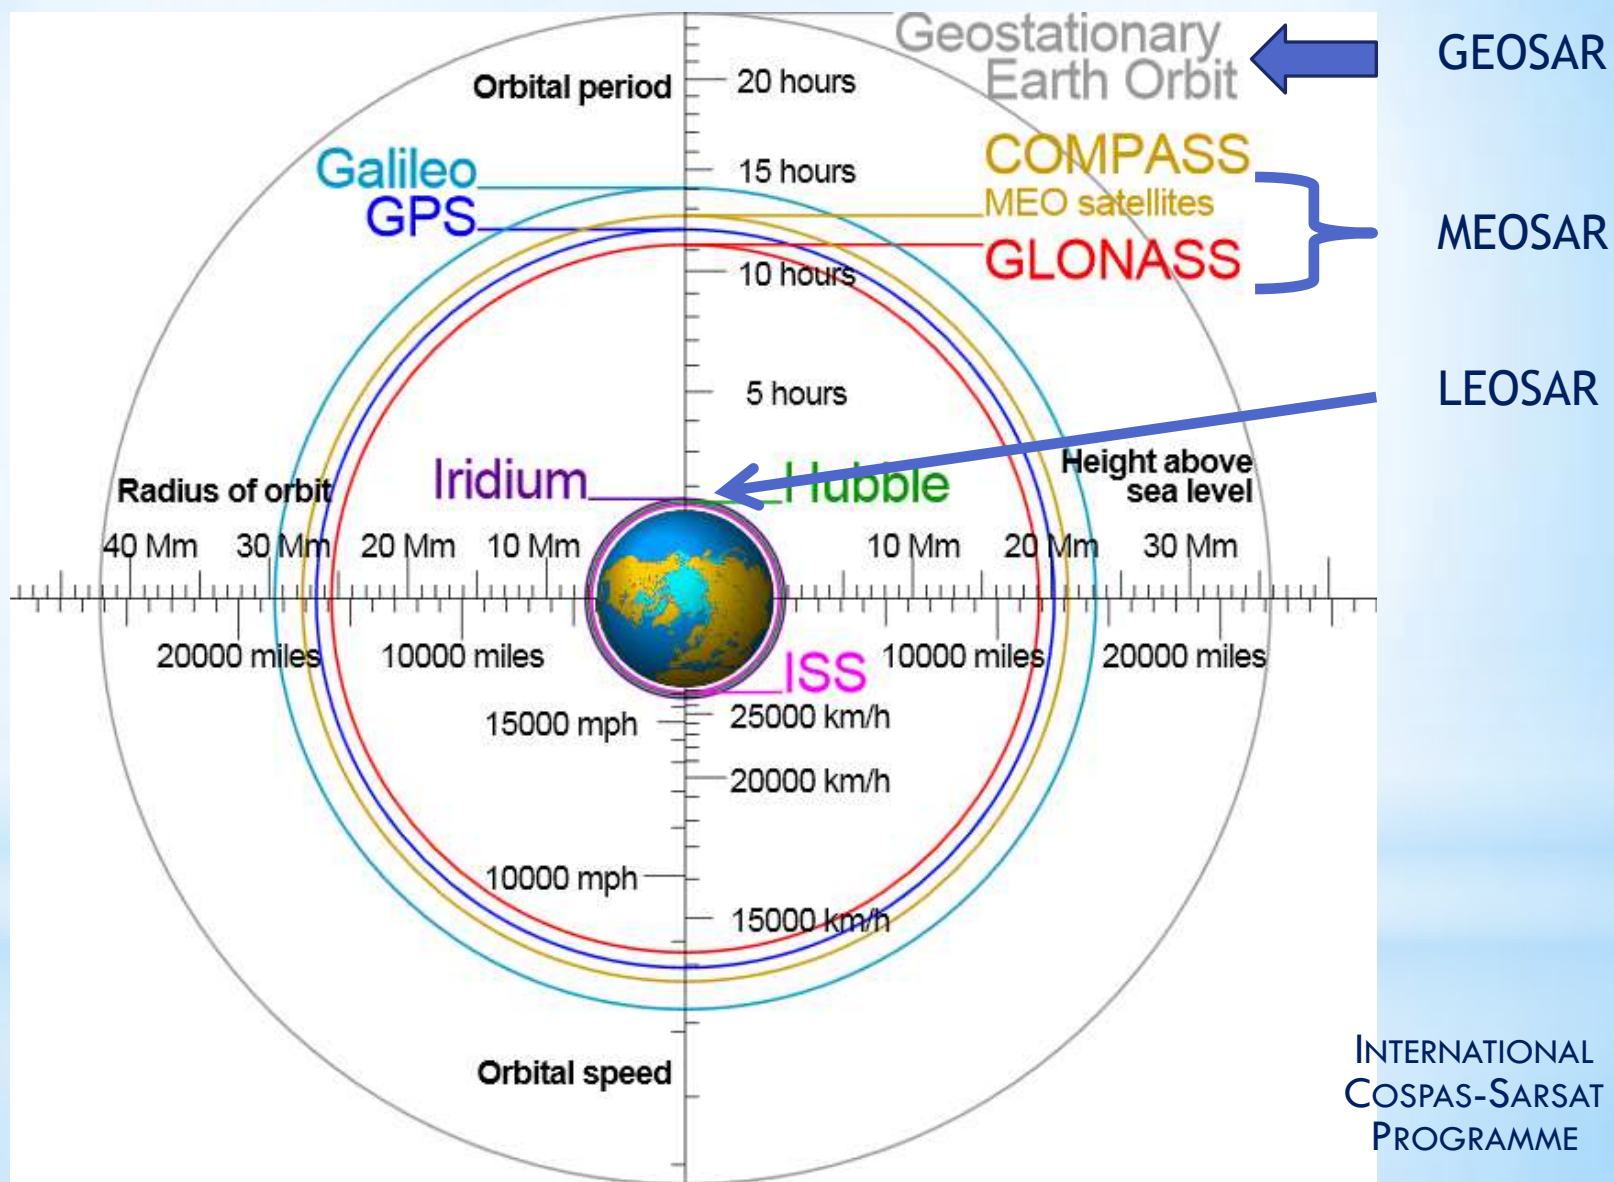 Geostationary
Earth Orbit
GEOSAR
Orbital period
20 hours
Galileo
GPS
15 hours
COMPASS
MEO satellites
GLONASS
MEOSAR
10 hours
5 hours
LEOSAR
Radius of orbit
Iridium
Hubble
Height above
sea level
40 Mm
30 Mm
20 Mm
10 Mm
10 Mm
20 Mm
30 Mm
20000 miles
10000 miles
10000 miles
20000 miles
ISS
15000 mph
25000 km/h
20000 km/h
10000 mph
15000 km/h
Orbital speed
INTERNATIONAL
COSPAS-SARSAT
PROGRAMME